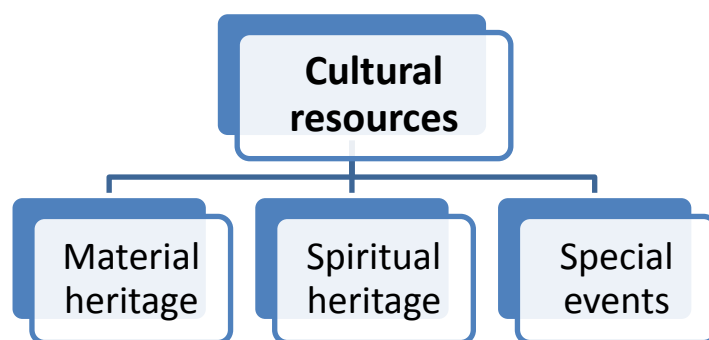 Cultural
resources
Material
heritage
Spiritual
heritage
Special
events